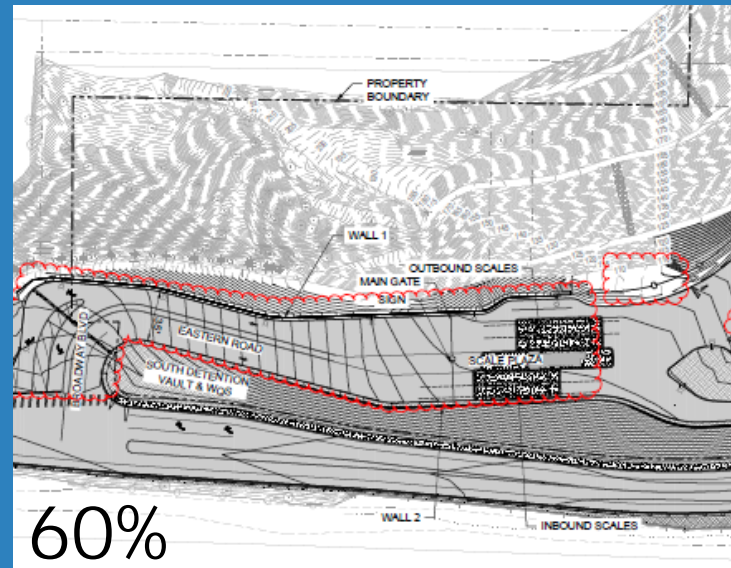 PROPERTY
BOUNDARY
WALL 1
OUTBOUND SCALES
MAIN GATE
SIGN
EASTERN ROAD
BROADWAY BLVD
SCALE PLAZA
SOUTH DETENTION
VAULT & WQS
WALL 2
INBOUND SCALES
60%